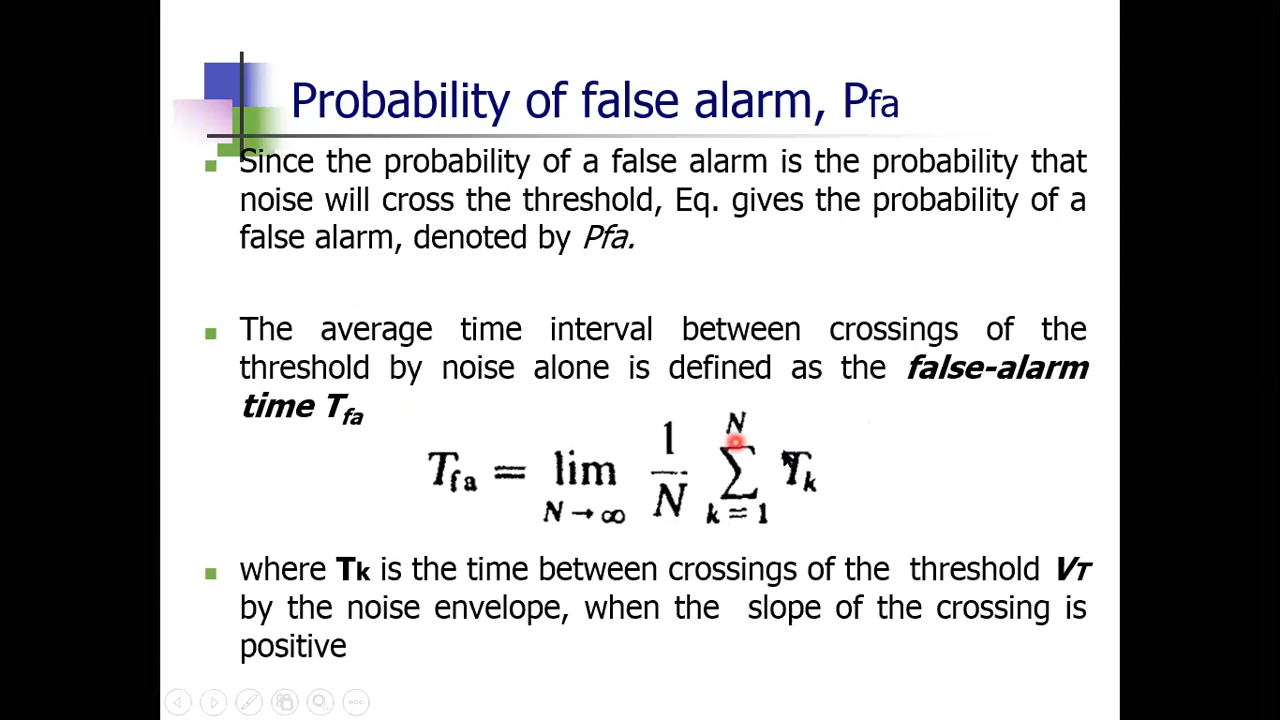 Probability of false alarm, Pfa
Since the probability of a false alarm is the probability that
noise will cross the threshold, Eq. gives the probability of a
false alarm, denoted by Pfa.
The average time interval between crossings of the
threshold by noise alone is defined as the false-alarm
time Tfa
Tfa = lim N→∞ 1/N ∑ k=1 N Tk
where Tk is the time between crossings of the threshold VT
by the noise envelope, when the slope of the crossing is
positive